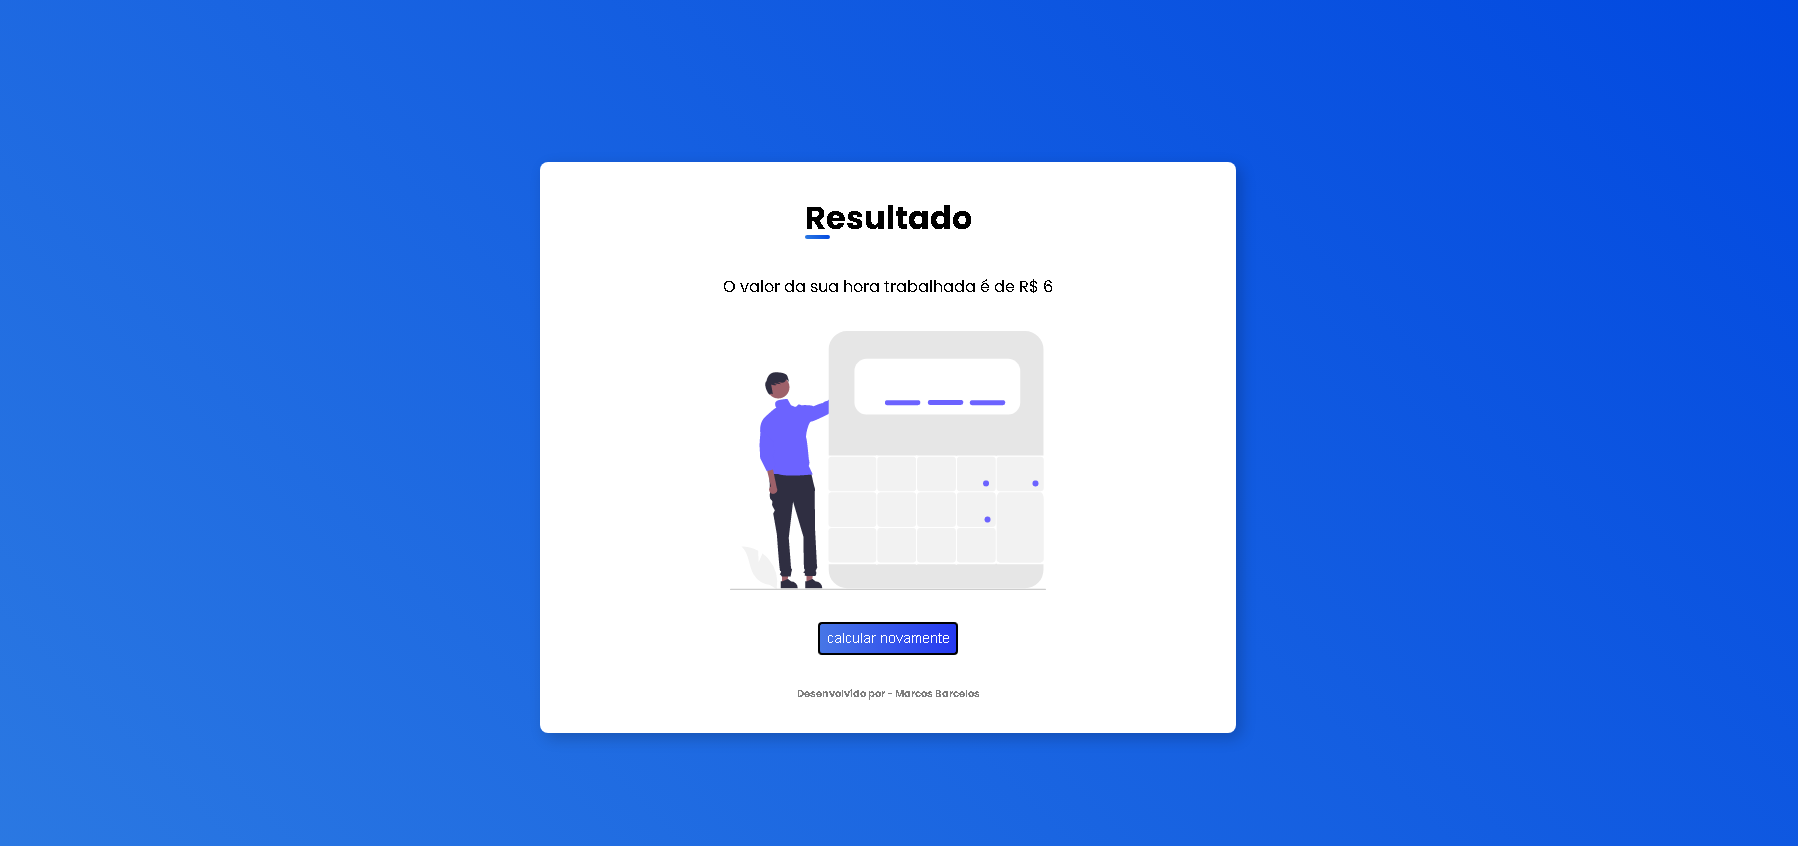 Resultado
O valor da sua hora trabalhada é de R$ 6
calcular novamente
Desenvolvido por - Marcos Barcelos